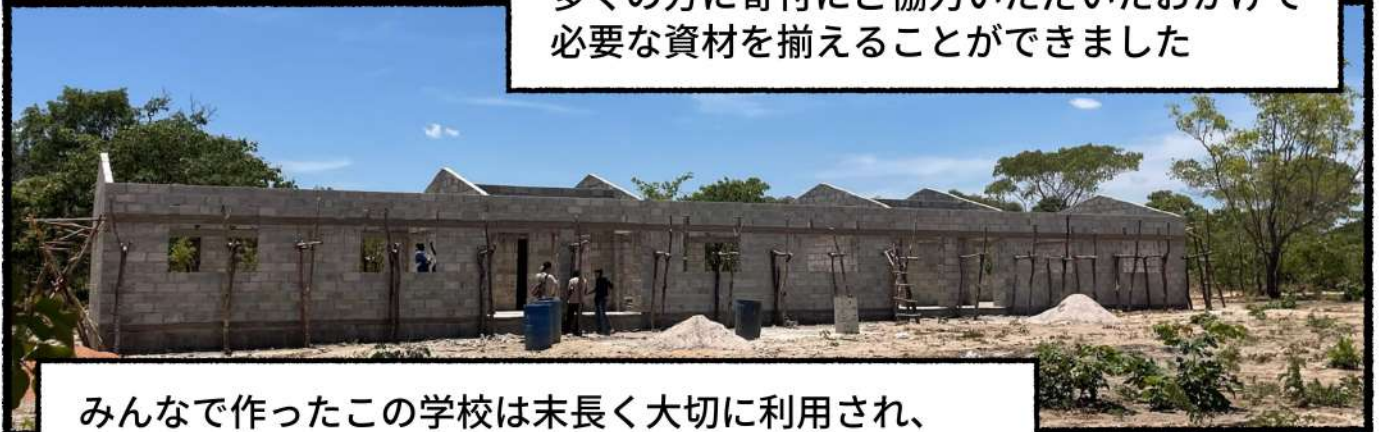 多くの方に寄付にご協力いただいたおかげで
必要な資材を揃えることができました
みんなで作ったこの学校は末長く大切に利用され、